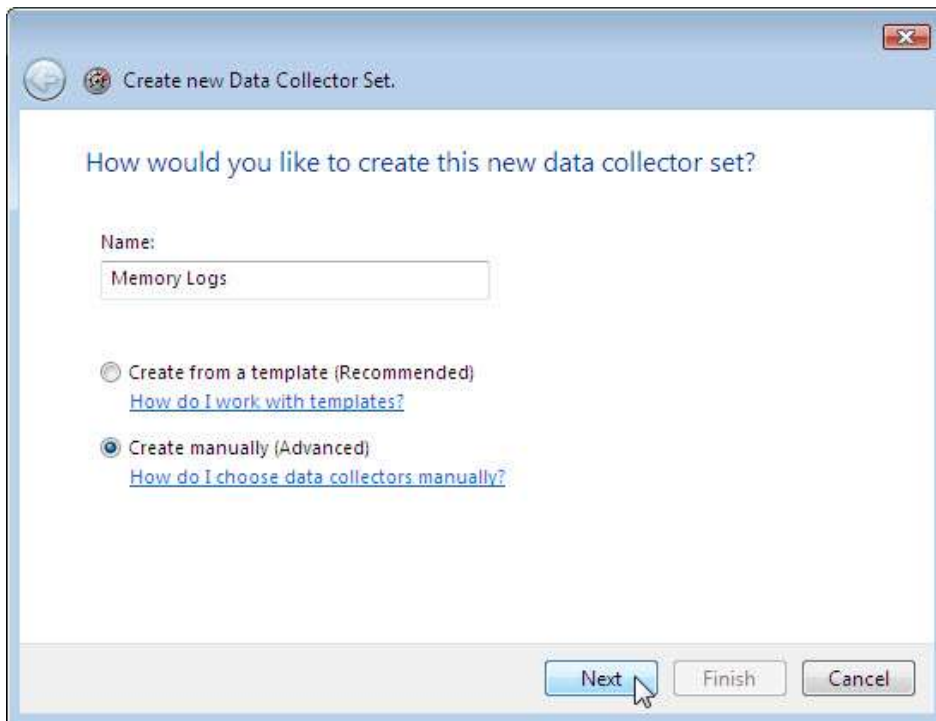 Create new Data Collector Set.
How would you like to create this new data collector set?
Name:
Memory Logs
Create from a template (Recommended)
How do I work with templates?
Create manually (Advanced)
How do I choose data collectors manually?
Next Finish Cancel